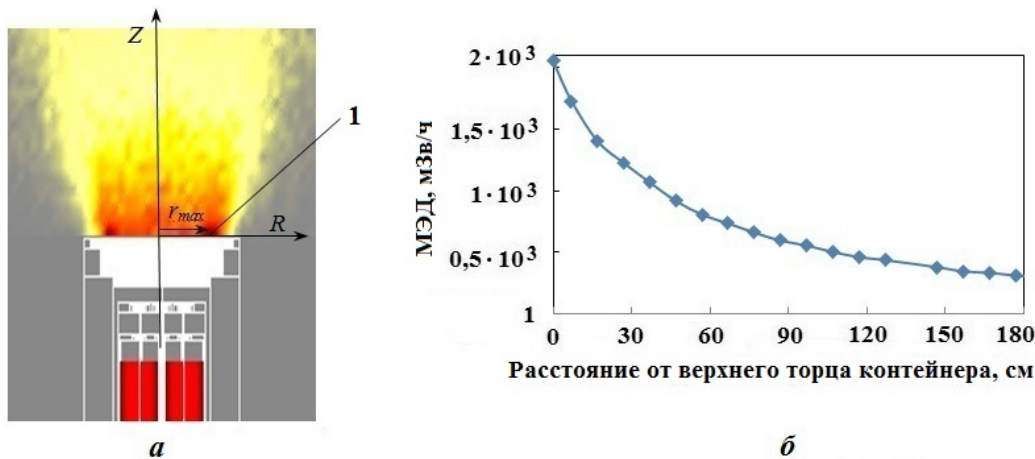 Z
1
r max
R
а
МЭД, мЗв/ч
2·10³
1,5·10³
1·10³
0,5·10³
1
0 30 60 90 120 150 180
Расстояние от верхнего торца контейнера, см
б